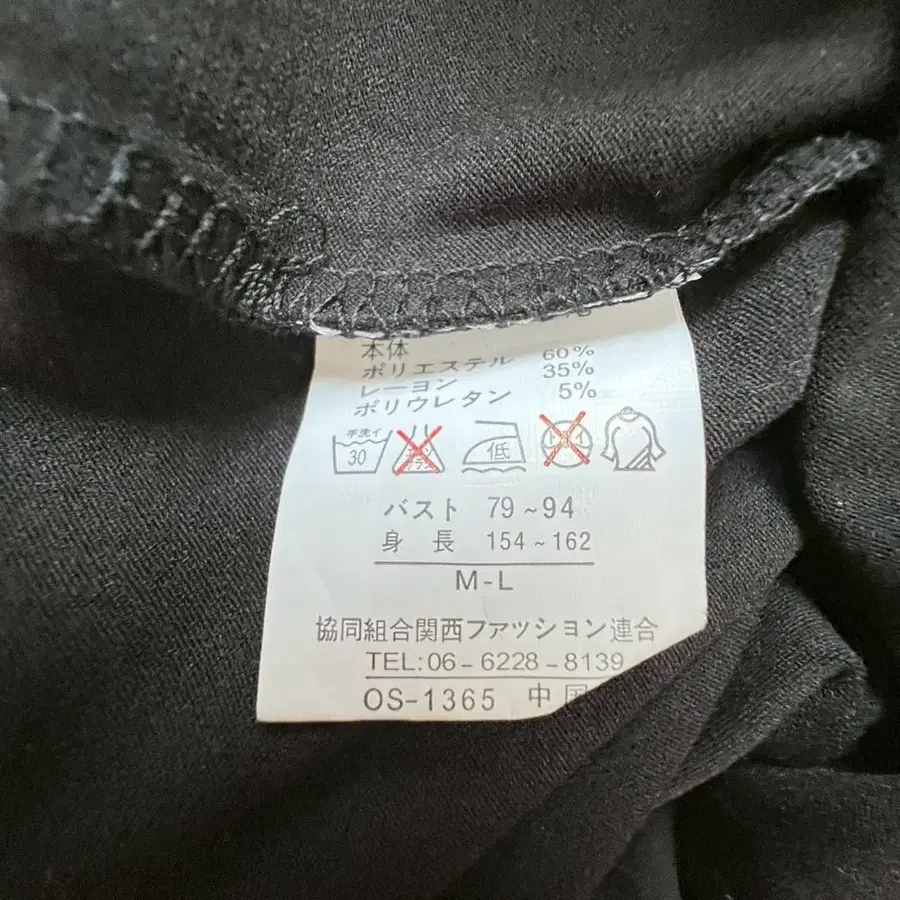 本体
ポリエステル 60%
レーヨン 35%
ポリウレタン 5%
手洗イ 30 低
バスト 79~94
身長 154~162
M-L
協同組合関西ファッション連合
TEL:06-6228-8139
OS-1365 中国